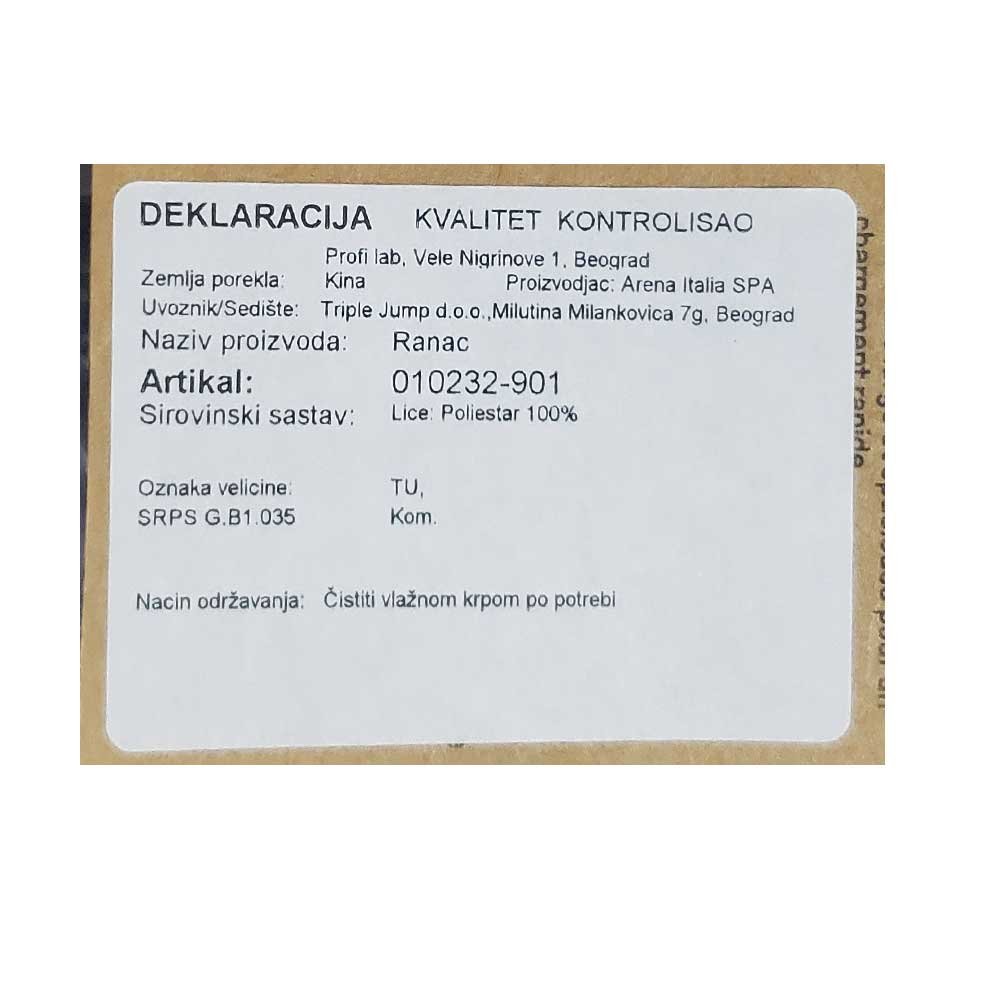 DEKLARACIJA KVALITET KONTROLISAO
Profi lab, Vele Nigrinove 1, Beograd
Zemlja porekla: Kina Proizvodjac: Arena Italia SPA
Uvoznik/Sedište: Triple Jump d.o.o.,Milutina Milankovica 7g, Beograd
Naziv proizvoda: Ranac
Artikal: 010232-901
Sirovinski sastav: Lice: Poliestar 100%
Oznaka velicine: TU,
SRPS G.B1.035 Kom.
Nacin održavanja: Čistiti vlažnom krpom po potrebi